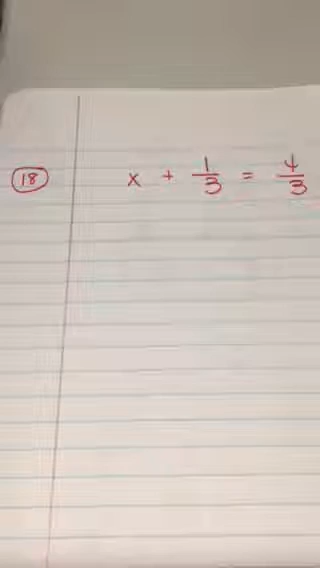 18 x + 1/3 = 4/3